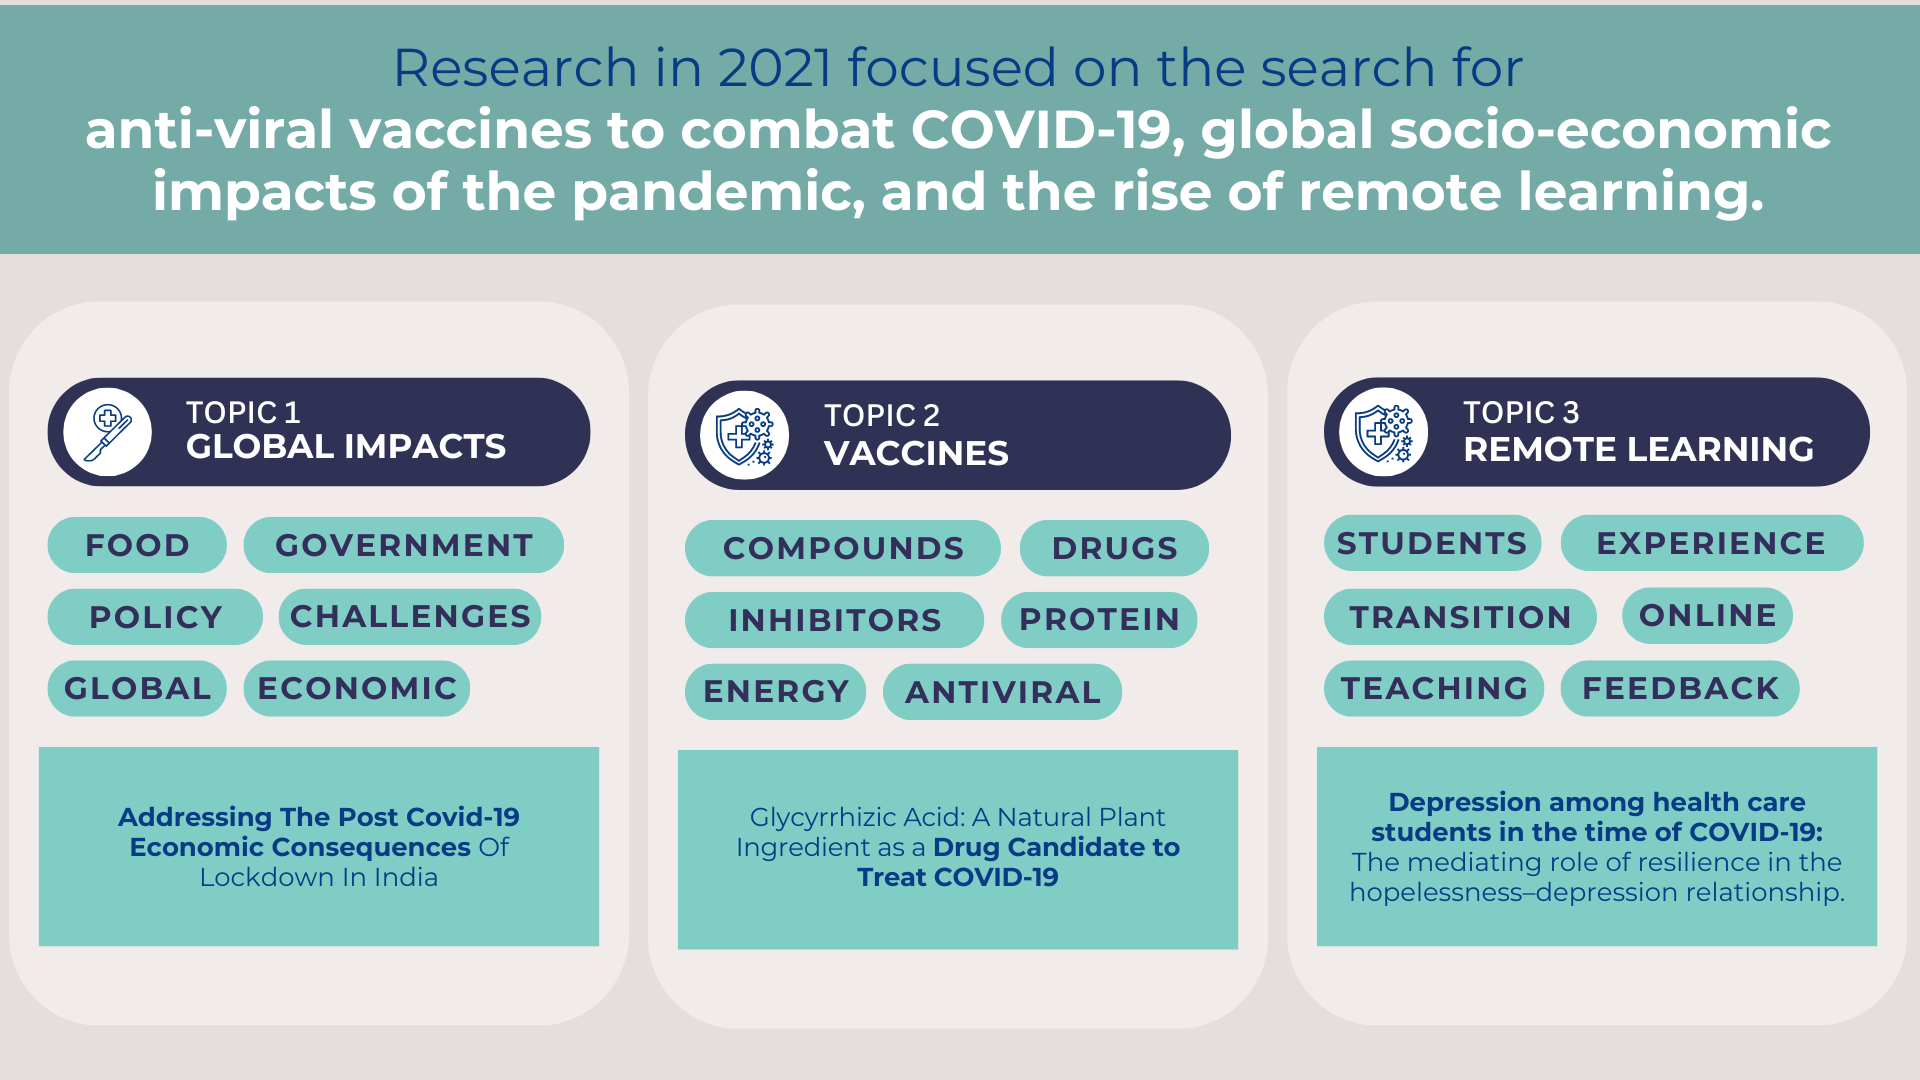 Research in 2021 focused on the search for
anti-viral vaccines to combat COVID-19, global socio-economic
impacts of the pandemic, and the rise of remote learning.
TOPIC 1
GLOBAL IMPACTS
FOOD
GOVERNMENT
POLICY
CHALLENGES
GLOBAL
ECONOMIC
Addressing The Post Covid-19
Economic Consequences Of
Lockdown In India
TOPIC 2
VACCINES
COMPOUNDS
DRUGS
INHIBITORS
PROTEIN
ENERGY
ANTIVIRAL
Glycyrrhizic Acid: A Natural Plant
Ingredient as a Drug Candidate to
Treat COVID-19
TOPIC 3
REMOTE LEARNING
STUDENTS
EXPERIENCE
TRANSITION
ONLINE
TEACHING
FEEDBACK
Depression among health care
students in the time of COVID-19:
The mediating role of resilience in the
hopelessness–depression relationship.